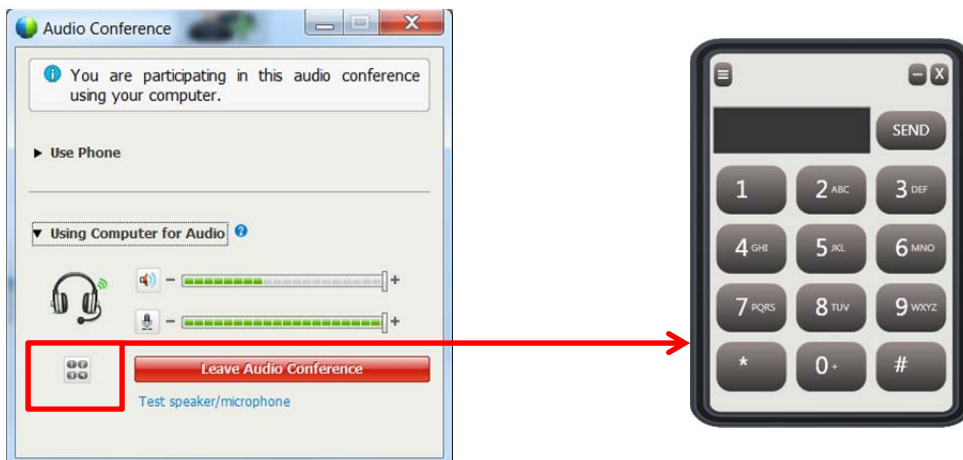 Audio Conference
You are participating in this audio conference
using your computer.
Use Phone
Using Computer for Audio
Leave Audio Conference
Test speaker/microphone
X
SEND
1 2 ABC 3 DEF
4 GHI 5 JKL 6 MNO
7 PQRS 8 TUV 9 WXYZ
* 0 + #